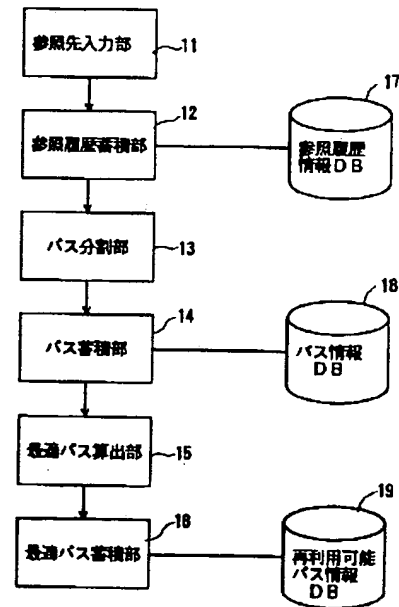 参照先入力部
11
12
参照履歴蓄積部
17
参照履歴
情報DB
パス分割部
13
14
パス蓄積部
18
パス情報
DB
最適パス算出部
15
16
最適パス蓄積部
19
再利用可能
パス情報
DB